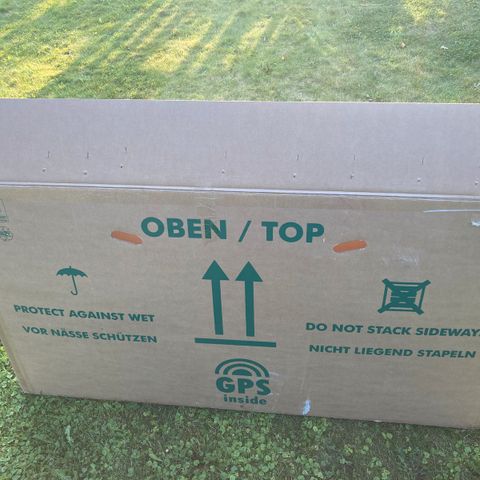 OBEN / TOP
PROTECT AGAINST WET
VOR NÄSSE SCHÜTZEN
DO NOT STACK SIDEWAY
NICHT LIEGEND STAPELN
GPS
inside